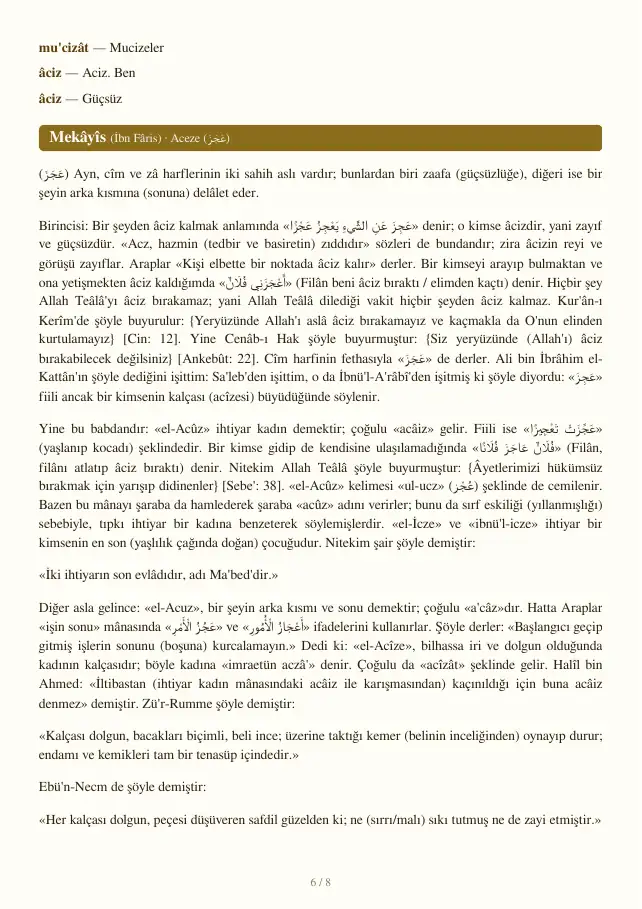 mu'cizât — Mucizeler
âciz — Aciz. Ben
âciz — Güçsüz
Mekâyîs (İbn Fâris) · Aceze (عَجَزَ)
(عَجَزَ) Ayn, cîm ve zâ harflerinin iki sahih aslı vardır; bunlardan biri zaafa (güçsüzlüğe), diğeri ise bir
şeyin arka kısmına (sonuna) delâlet eder.
Birincisi: Bir şeyden âciz kalmak anlamında «عَجِزَ عَنِ الشَّيءِ يَعْجِزُ عَجْزًا» denir; o kimse âcizdir, yani zayıf
ve güçsüzdür. «Acz, hazmin (tedbir ve basiretin) zıddıdır» sözleri de bundandır; zira âcizin reyi ve
görüşü zayıflar. Araplar «Kişi elbette bir noktada âciz kalır» derler. Bir kimseyi arayıp bulmaktan ve
ona yetişmekten âciz kaldığımda «أَعْجَزَنِي فُلَانٌ» (Filân beni âciz bıraktı / elimden kaçtı) denir. Hiçbir şey
Allah Teâlâ'yı âciz bırakamaz; yani Allah Teâlâ dilediği vakit hiçbir şeyden âciz kalmaz. Kur'ân-ı
Kerîm'de şöyle buyurulur: {Yeryüzünde Allah'ı aslâ âciz bırakamayız ve kaçmakla da O'nun elinden
kurtulamayız} [Cin: 12]. Yine Cenâb-ı Hak şöyle buyurmuştur: {Siz yeryüzünde (Allah'ı) âciz
bırakabilecek değilsiniz} [Ankebût: 22]. Cîm harfinin fethasıyla «عَجَزَ» de derler. Ali bin İbrâhim el-
Kattân'ın şöyle dediğini işittim: Sa'leb'den işittim, o da İbnü'l-A'râbî'den işitmiş ki şöyle diyordu: «عَجِزَ»
fiili ancak bir kimsenin kalçası (acîzesi) büyüdüğünde söylenir.
Yine bu babdandır: «el-Acûz» ihtiyar kadın demektir; çoğulu «acâiz» gelir. Fiili ise «عَجَّزَتْ تَعْجِيزًا»
(yaşlanıp kocadı) şeklindedir. Bir kimse gidip de kendisine ulaşılamadığında «فُلَانٌ عَاجَزَ فُلَانًا» (Filân,
filânı atlatıp âciz bıraktı) denir. Nitekim Allah Teâlâ şöyle buyurmuştur: {Âyetlerimizi hükümsüz
bırakmak için yarışıp didinenler} [Sebe': 38]. «el-Acûz» kelimesi «ul-ucz» (عُجُز) şeklinde de cemilenir.
Bazen bu mânayı şaraba da hamlederek şaraba «acûz» adını verirler; bunu da sırf eskiliği (yıllanmışlığı)
sebebiyle, tıpkı ihtiyar bir kadına benzeterek söylemişlerdir. «el-İcze» ve «ibnü'l-icze» ihtiyar bir
kimsenin en son (yaşlılık çağında doğan) çocuğudur. Nitekim şair şöyle demiştir:
«İki ihtiyarın son evlâdıdır, adı Ma'bed'dir.»
Diğer asla gelince: «el-Acuz», bir şeyin arka kısmı ve sonu demektir; çoğulu «a'câz»dır. Hatta Araplar
«işin sonu» mânasında «عَجُزُ الْأَمْرِ» ve «أَعْجَازُ الْأُمُورِ» ifadelerini kullanırlar. Şöyle derler: «Başlangıcı geçip
gitmiş işlerin sonunu (boşuna) kurcalamayın.» Dedi ki: «el-Acîze», bilhassa iri ve dolgun olduğunda
kadının kalçasıdır; böyle kadına «imraetün aczâ'» denir. Çoğulu da «acîzât» şeklinde gelir. Halîl bin
Ahmed: «İltibastan (ihtiyar kadın mânasındaki acâiz ile karışmasından) kaçınıldığı için buna acâiz
denmez» demiştir. Zü'r-Rumme şöyle demiştir:
«Kalçası dolgun, bacakları biçimli, beli ince; üzerine taktığı kemer (belinin inceliğinden) oynayıp durur;
endamı ve kemikleri tam bir tenasüp içindedir.»
Ebü'n-Necm de şöyle demiştir:
«Her kalçası dolgun, peçesi düşüveren safdil güzelden ki; ne (sırrı/malı) sıkı tutmuş ne de zayi etmiştir.»
6 / 8